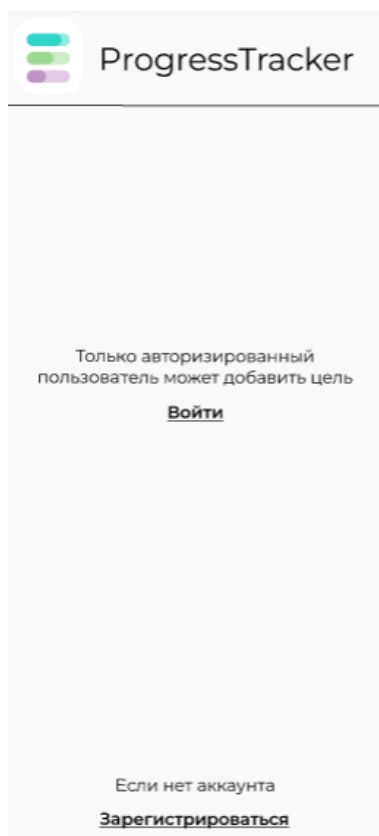 ProgressTracker
Только авторизированный
пользователь может добавить цель
Войти
Если нет аккаунта
Зарегистрироваться